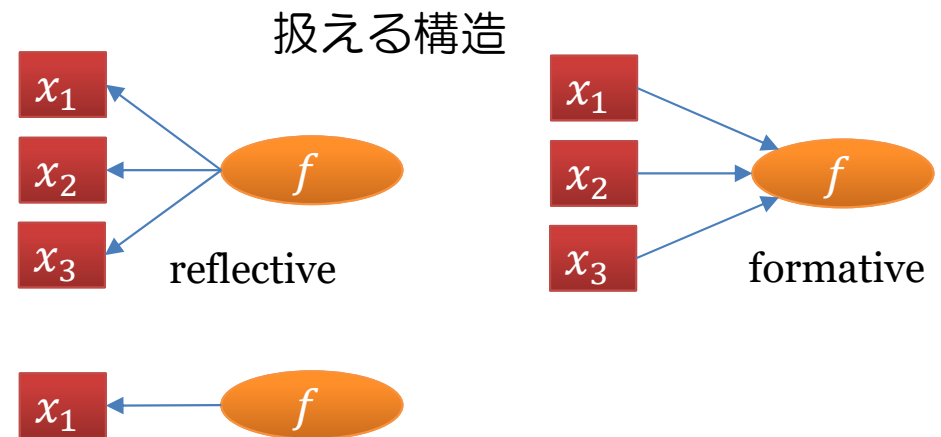 扱える構造
x₁
x₂
x₃
f
reflective
x₁
x₂
x₃
f
formative
x₁
f